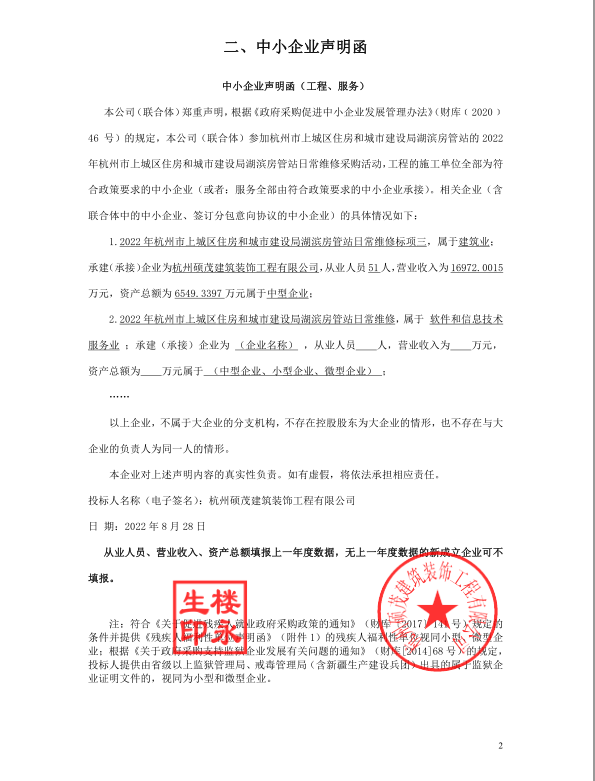 二、中小企业声明函
中小企业声明函（工程、服务）
本公司（联合体）郑重声明，根据《政府采购促进中小企业发展管理办法》（财库﹝2020﹞
46 号）的规定，本公司（联合体）参加杭州市上城区住房和城市建设局湖滨房管站的 2022
年杭州市上城区住房和城市建设局湖滨房管站日常维修采购活动，工程的施工单位全部为符
合政策要求的中小企业（或者：服务全部由符合政策要求的中小企业承接）。相关企业（含
联合体中的中小企业、签订分包意向协议的中小企业）的具体情况如下：
1.2022 年杭州市上城区住房和城市建设局湖滨房管站日常维修标项三，属于建筑业；
承建（承接）企业为杭州硕茂建筑装饰工程有限公司,从业人员51人,营业收入为16972.0015
万元，资产总额为 6549.3397 万元属于中型企业；
2.2022 年杭州市上城区住房和城市建设局湖滨房管站日常维修，属于 软件和信息技术
服务业 ；承建（承接）企业为 （企业名称） ，从业人员____人，营业收入为____万元，
资产总额为____万元属于 （中型企业、小型企业、微型企业） ；
……
以上企业，不属于大企业的分支机构，不存在控股股东为大企业的情形，也不存在与大
企业的负责人为同一人的情形。
本企业对上述声明内容的真实性负责。如有虚假，将依法承担相应责任。
投标人名称（电子签名）：杭州硕茂建筑装饰工程有限公司
日 期：2022 年 8 月 28 日
从业人员、营业收入、资产总额填报上一年度数据，无上一年度数据的新成立企业可不
填报。
生楼
印永
硕茂建筑装饰工程有限公司
注：符合《关于促进残疾人就业政府采购政策的通知》（财库﹝2017﹞141 号）规定的
条件并提供《残疾人福利性单位声明函》（附件 1）的残疾人福利性单位视同小型、微型企
业；根据《关于政府采购支持监狱企业发展有关问题的通知》（财库[2014]68 号）的规定，
投标人提供由省级以上监狱管理局、戒毒管理局（含新疆生产建设兵团）出具的属于监狱企
业证明文件的，视同为小型和微型企业。
2